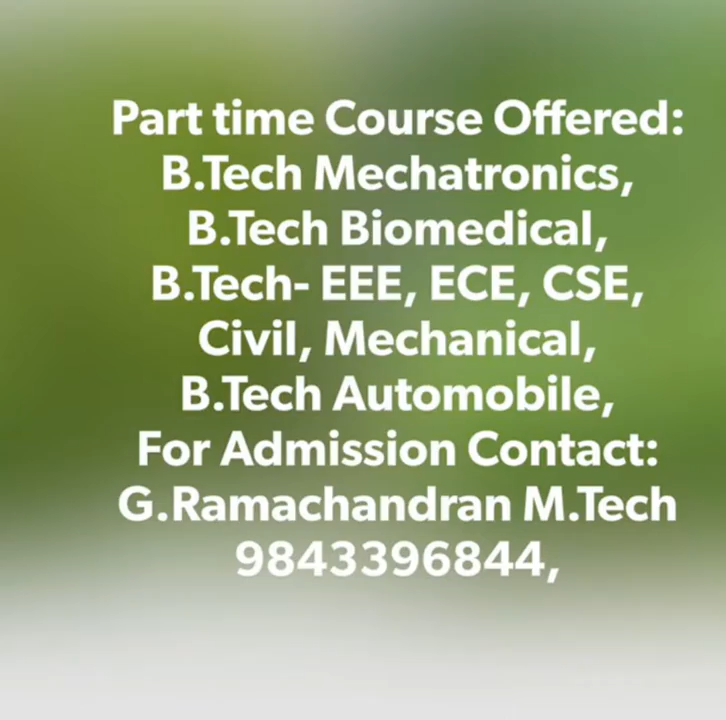 Part time Course Offered:
B.Tech Mechatronics,
B.Tech Biomedical,
B.Tech- EEE, ECE, CSE,
Civil, Mechanical,
B.Tech Automobile,
For Admission Contact:
G.Ramachandran M.Tech
9843396844,